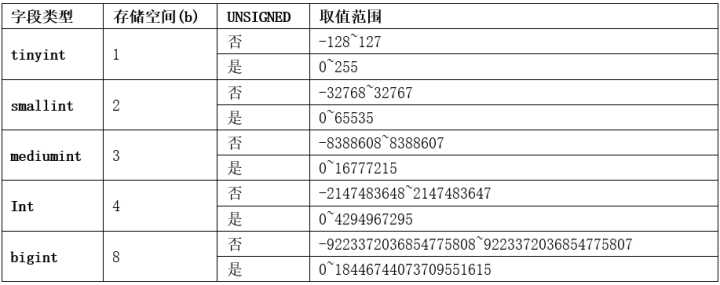 字段类型 存储空间(b) UNSIGNED 取值范围
tinyint 1 否 -128~127
是 0~255
smallint 2 否 -32768~32767
是 0~65535
mediumint 3 否 -8388608~8388607
是 0~16777215
Int 4 否 -2147483648~2147483647
是 0~4294967295
bigint 8 否 -9223372036854775808~9223372036854775807
是 0~18446744073709551615